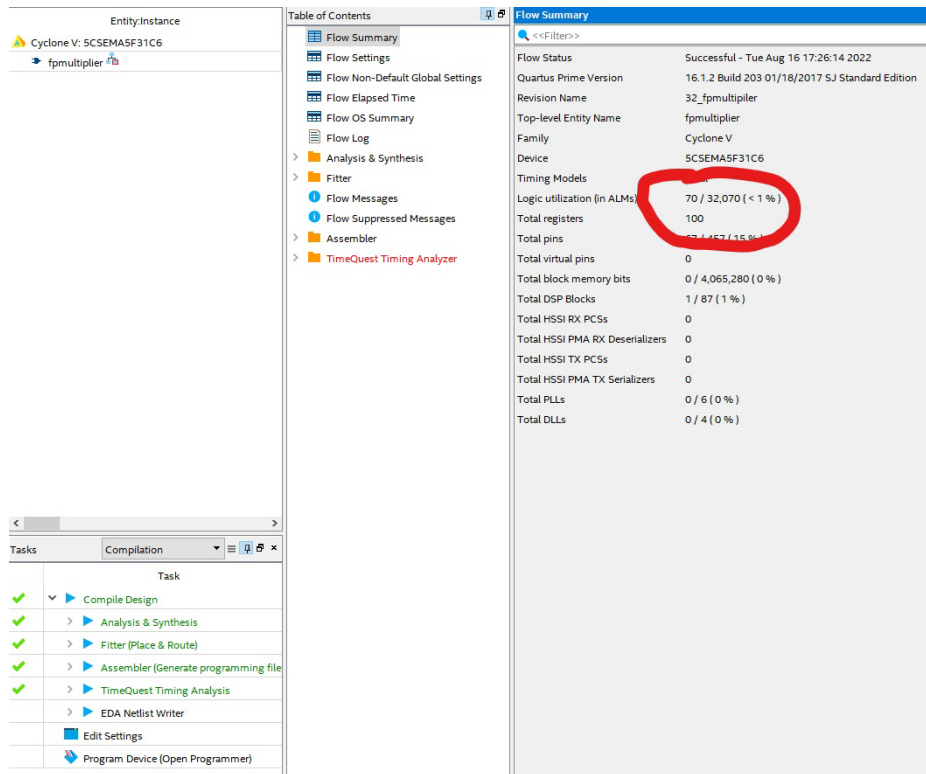 Entity:Instance
Cyclone V: 5CSEMA5F31C6
fpmultiplier
Tasks
Compilation
Task
Compile Design
Analysis & Synthesis
Fitter (Place & Route)
Assembler (Generate programming file
TimeQuest Timing Analysis
EDA Netlist Writer
Edit Settings
Program Device (Open Programmer)
Table of Contents
Flow Summary
Flow Settings
Flow Non-Default Global Settings
Flow Elapsed Time
Flow OS Summary
Flow Log
Analysis & Synthesis
Fitter
Flow Messages
Flow Suppressed Messages
Assembler
TimeQuest Timing Analyzer
Flow Summary
<<Filter>>
Flow Status Successful - Tue Aug 16 17:26:14 2022
Quartus Prime Version 16.1.2 Build 203 01/18/2017 SJ Standard Edition
Revision Name 32_fpmultipiler
Top-level Entity Name fpmultiplier
Family Cyclone V
Device 5CSEMA5F31C6
Timing Models
Logic utilization (in ALMs) 70 / 32,070 ( < 1 % )
Total registers 100
Total pins 67 / 457 ( 15 % )
Total virtual pins 0
Total block memory bits 0 / 4,065,280 ( 0 % )
Total DSP Blocks 1 / 87 ( 1 % )
Total HSSI RX PCSs 0
Total HSSI PMA RX Deserializers 0
Total HSSI TX PCSs 0
Total HSSI PMA TX Serializers 0
Total PLLs 0 / 6 ( 0 % )
Total DLLs 0 / 4 ( 0 % )